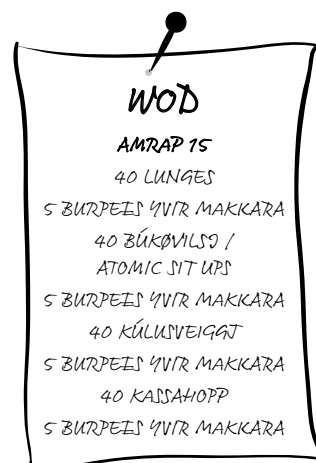 WOD
AMRAP 15
40 LUNGES
5 BURPEES YVIR MAKKARA
40 BÚKØVILSI /
ATOMIC SIT UPS
5 BURPEES YVIR MAKKARA
40 KÚLUSVEIGGJ
5 BURPEES YVIR MAKKARA
40 KASSAHOPP
5 BURPEES YVIR MAKKARA